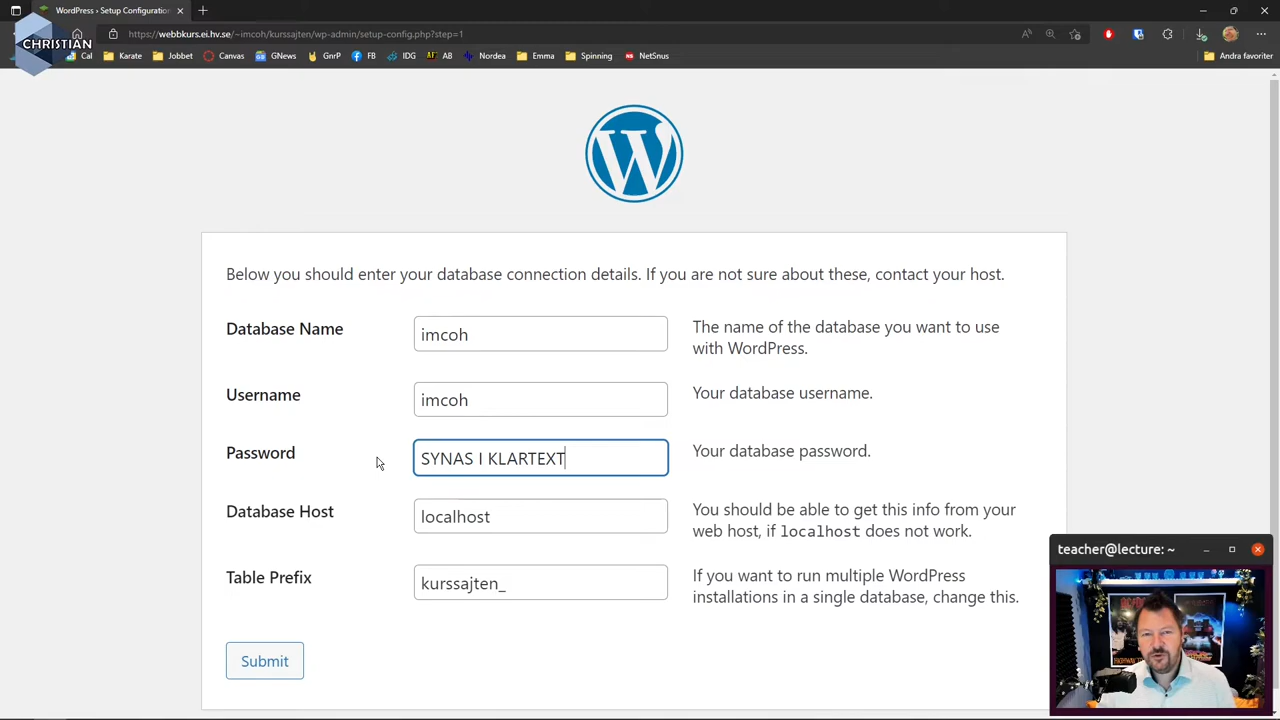 WordPress › Setup Configuration
https://webbkurs.ei.hv.se/~imcoh/kurssajten/wp-admin/setup-config.php?step=1
CHRISTIAN
Cal
Karate
Jobbet
Canvas
GNews
GnrP
FB
IDG
AB
Nordea
Emma
Spinning
NetSnus
Andra favoriter
Below you should enter your database connection details. If you are not sure about these, contact your host.
Database Name
imcoh
The name of the database you want to use
with WordPress.
Username
imcoh
Your database username.
Password
SYNAS I KLARTEXT
Your database password.
Database Host
localhost
You should be able to get this info from your
web host, if localhost does not work.
Table Prefix
kurssajten_
If you want to run multiple WordPress
installations in a single database, change this.
Submit
teacher@lecture: ~